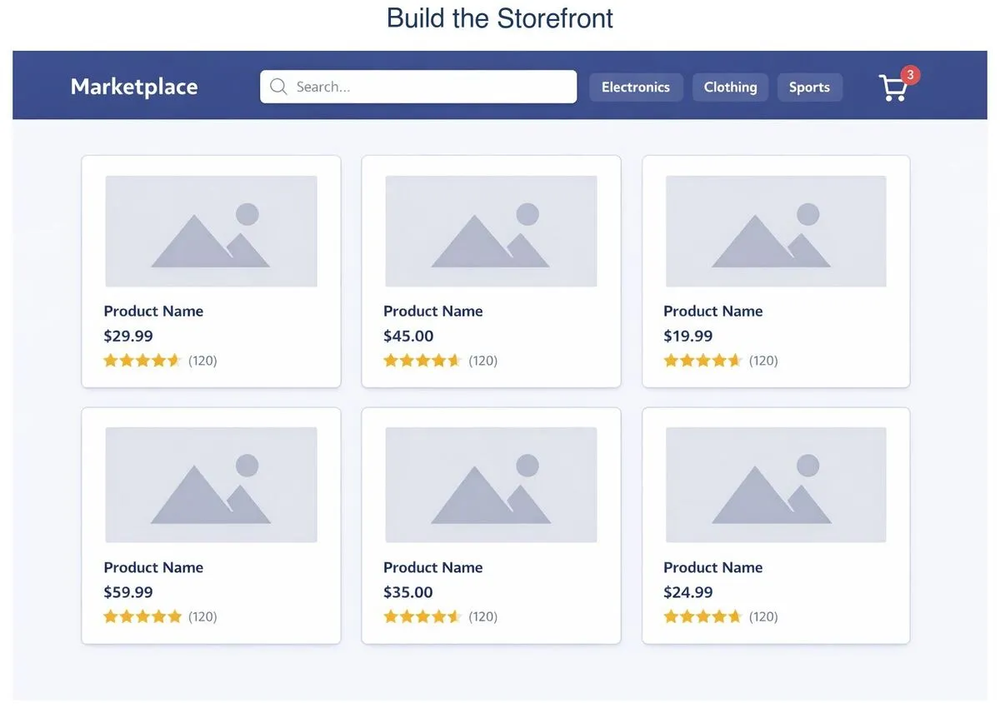 Build the Storefront
Marketplace
Search...
Electronics
Clothing
Sports
3
Product Name
$29.99
(120)
Product Name
$45.00
(120)
Product Name
$19.99
(120)
Product Name
$59.99
(120)
Product Name
$35.00
(120)
Product Name
$24.99
(120)